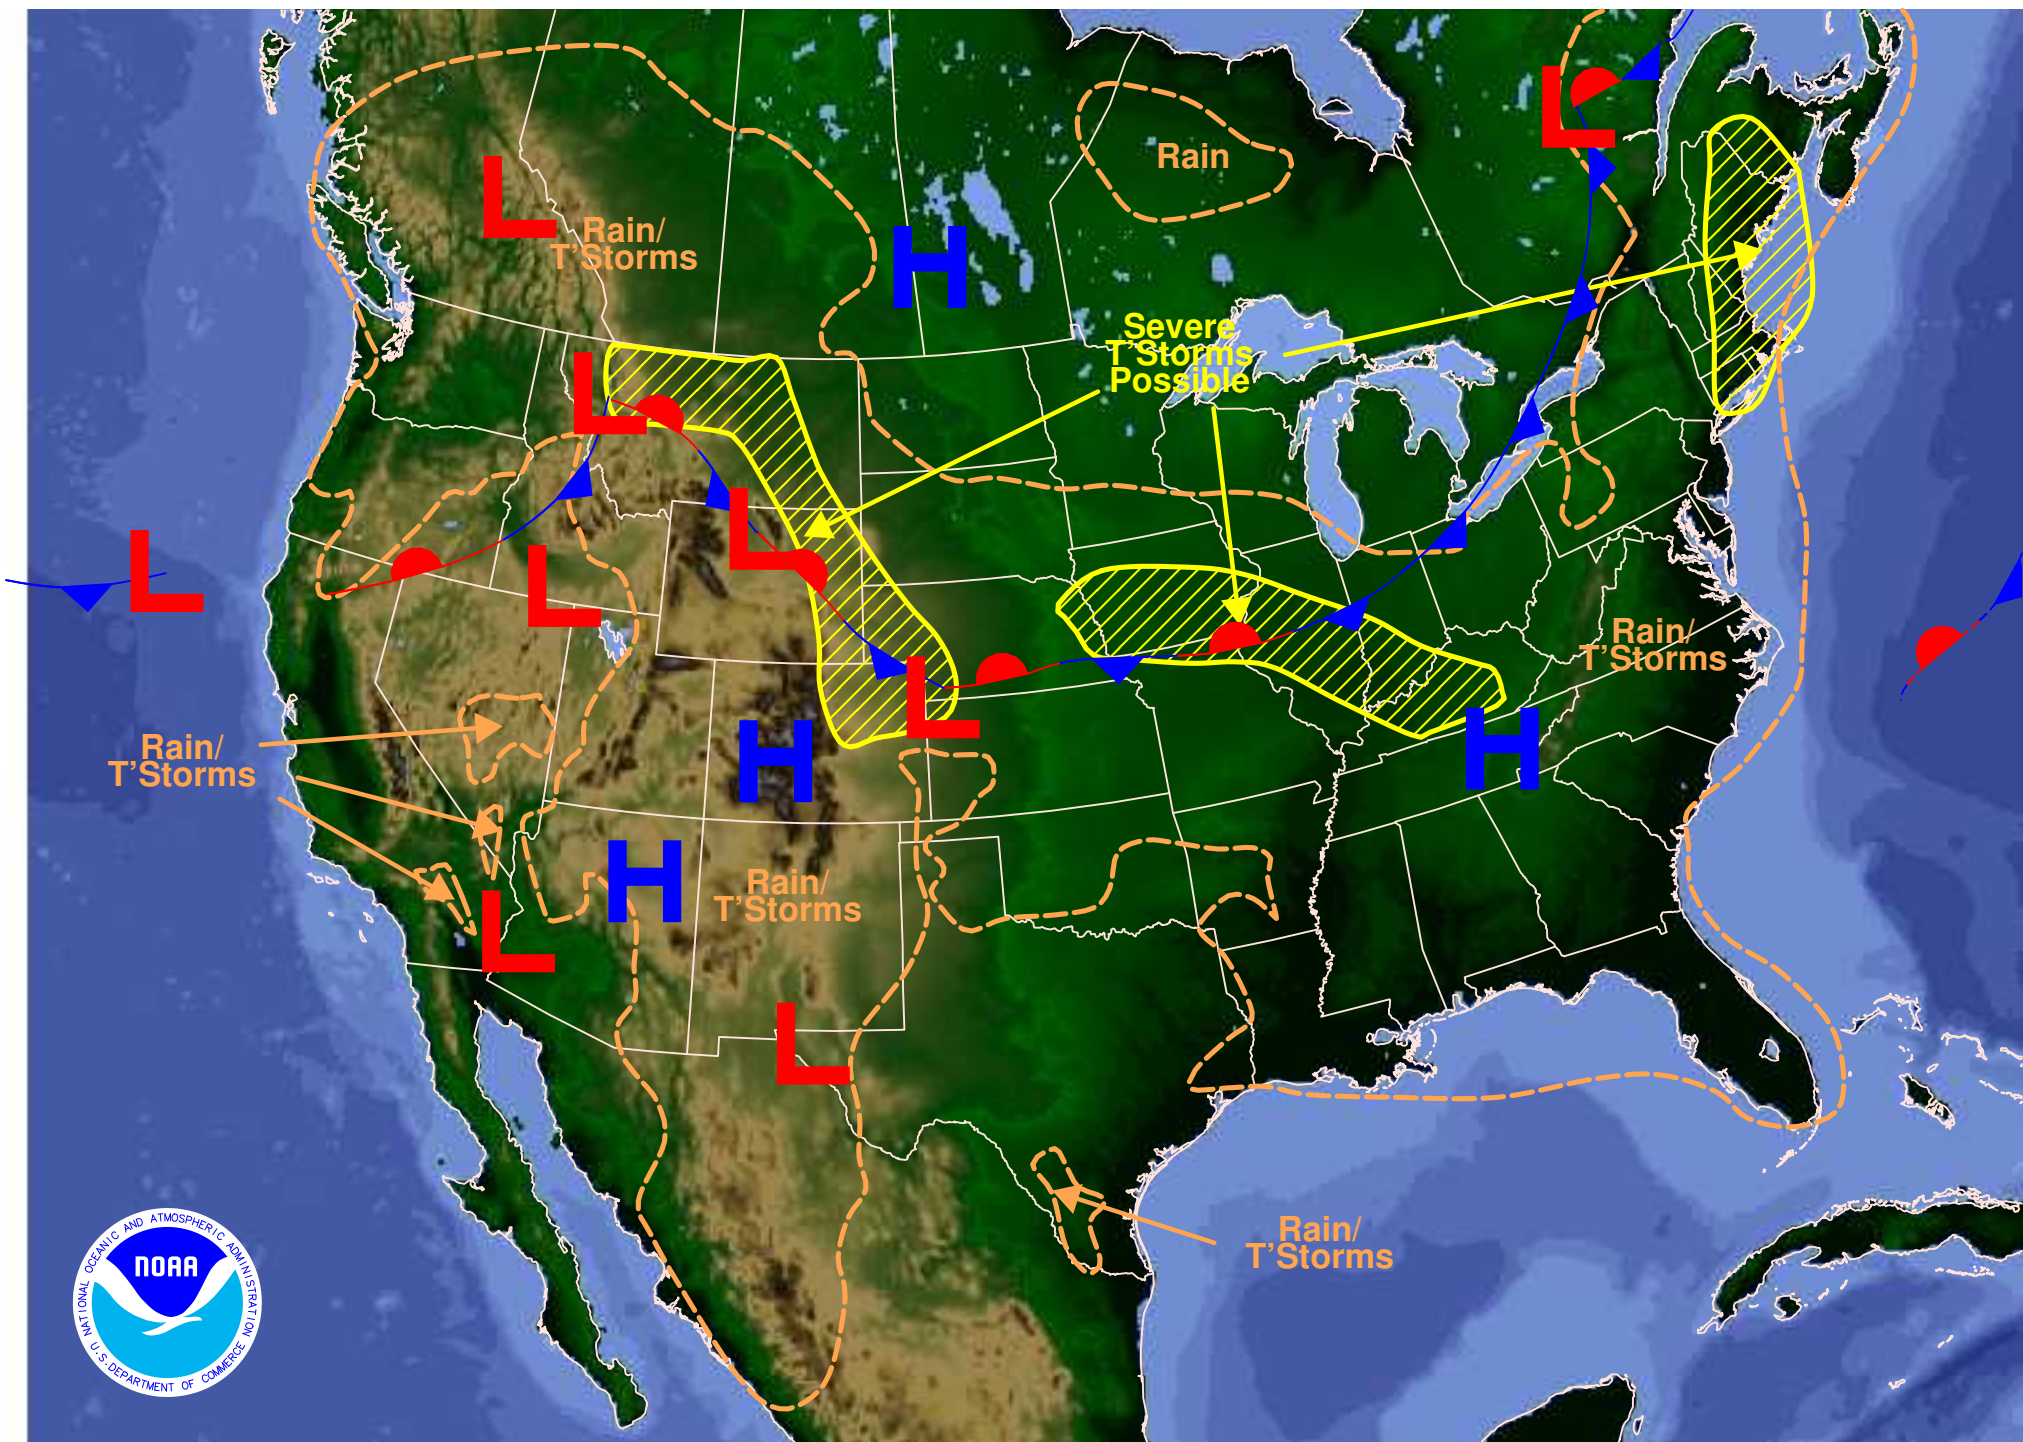 L
Rain
L
Rain/
T'Storms
H
Severe
T'Storms
Possible
L
L
L
L
Rain/
T'Storms
L
H
H
Rain/
T'Storms
H
Rain/
T'Storms
L
L
Rain/
T'Storms
NATIONAL OCEANIC AND ATMOSPHERIC ADMINISTRATION
NOAA
U.S. DEPARTMENT OF COMMERCE